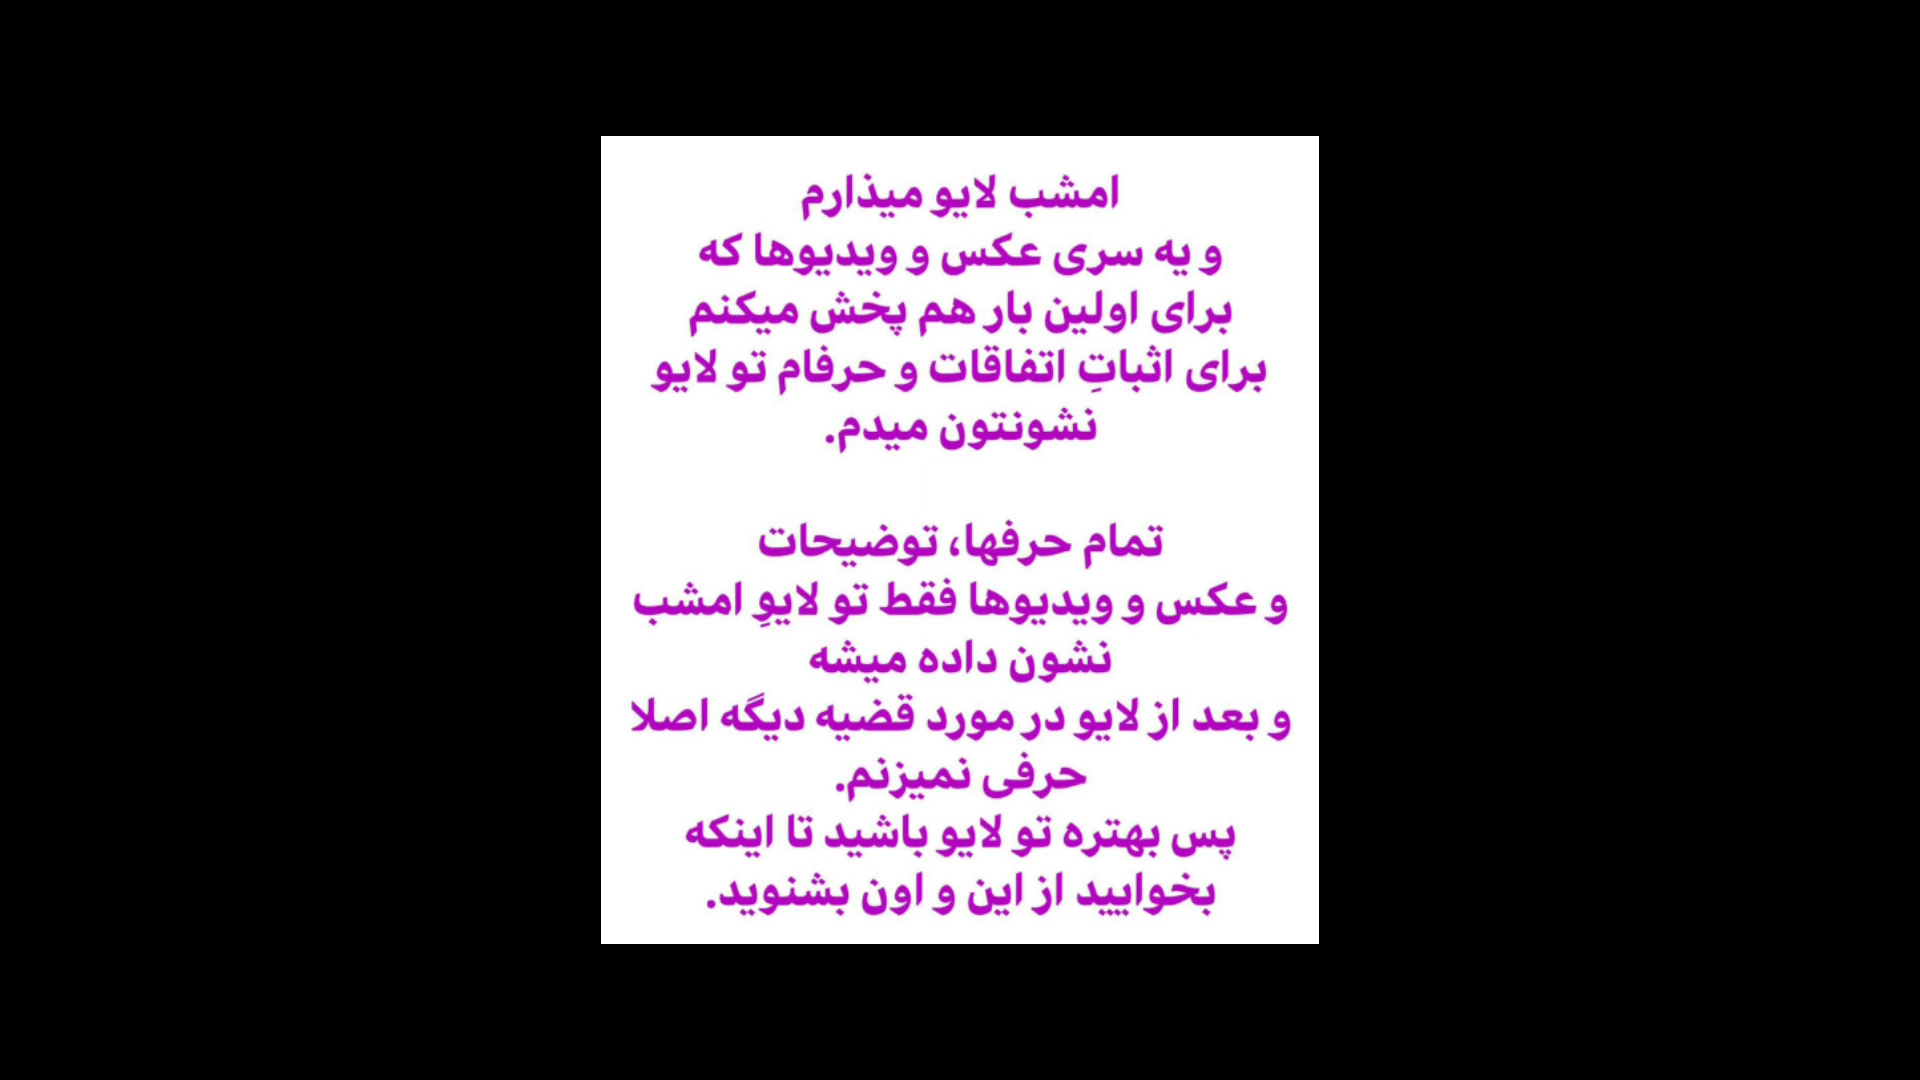 امشب لایو میذارم
و یه سری عکس و ویدیوها که
برای اولین بار هم پخش میکنم
برای اثباتِ اتفاقات و حرفام تو لایو
نشونتون میدم.
تمام حرفها، توضیحات
و عکس و ویدیوها فقط تو لایوِ امشب
نشون داده میشه
و بعد از لایو در مورد قضیه دیگه اصلا
حرفی نمیزنم.
پس بهتره تو لایو باشید تا اینکه
بخوایید از این و اون بشنوید.